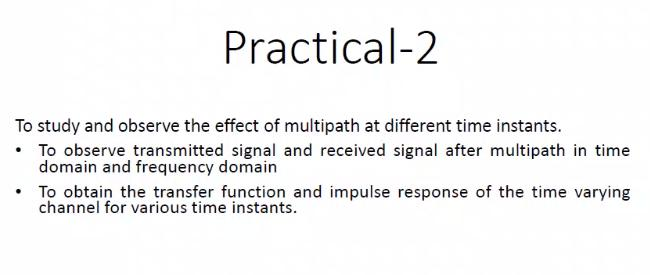 Practical-2
To study and observe the effect of multipath at different time instants.
• To observe transmitted signal and received signal after multipath in time
domain and frequency domain
• To obtain the transfer function and impulse response of the time varying
channel for various time instants.